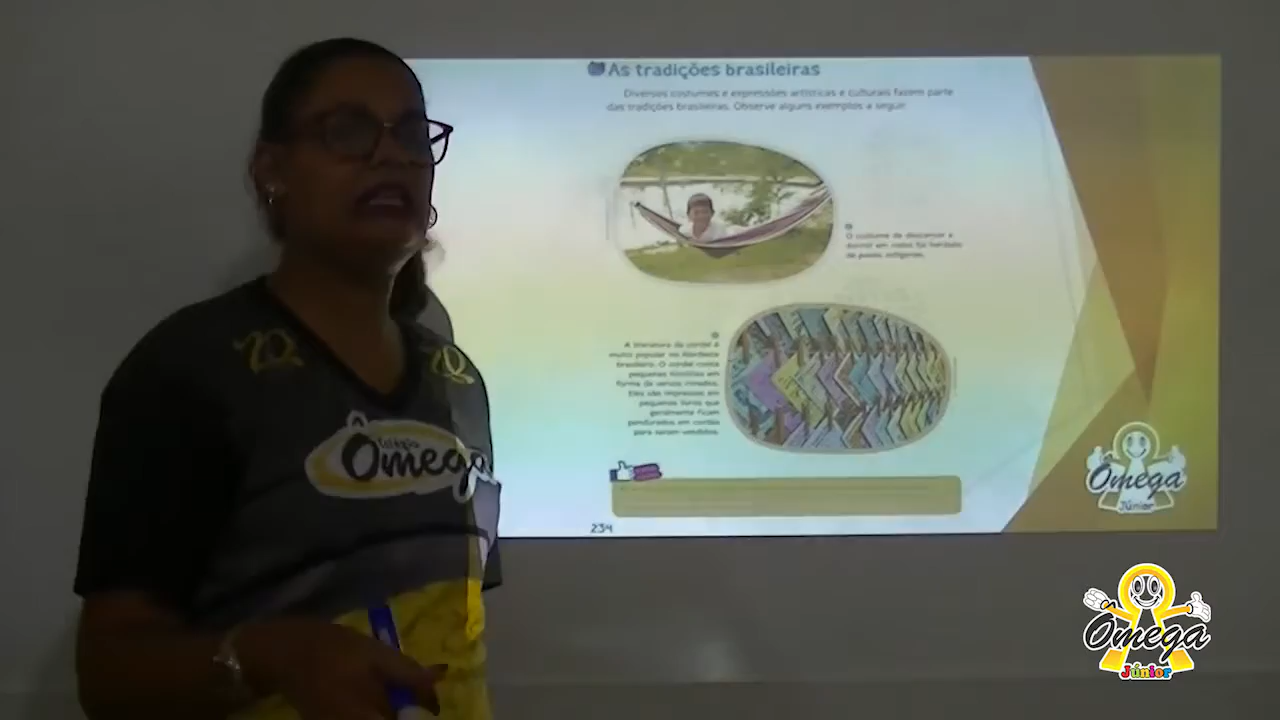 As tradições brasileiras
Diversos costumes e expressões artísticas e culturais fazem parte
das tradições brasileiras. Observe alguns exemplos a seguir.
O costume de descansar e
dormir em redes foi herdado
de povos indígenas.
A literatura de cordel é
muito popular no Nordeste
brasileiro. O cordel conta
pequenas histórias em
forma de versos rimados.
Eles são impressos em
pequenos livros que
geralmente ficam
pendurados em cordão
para serem vendidos.
234
Colégio
Ômega
Ômega
Júnior
Ômega
Júnior